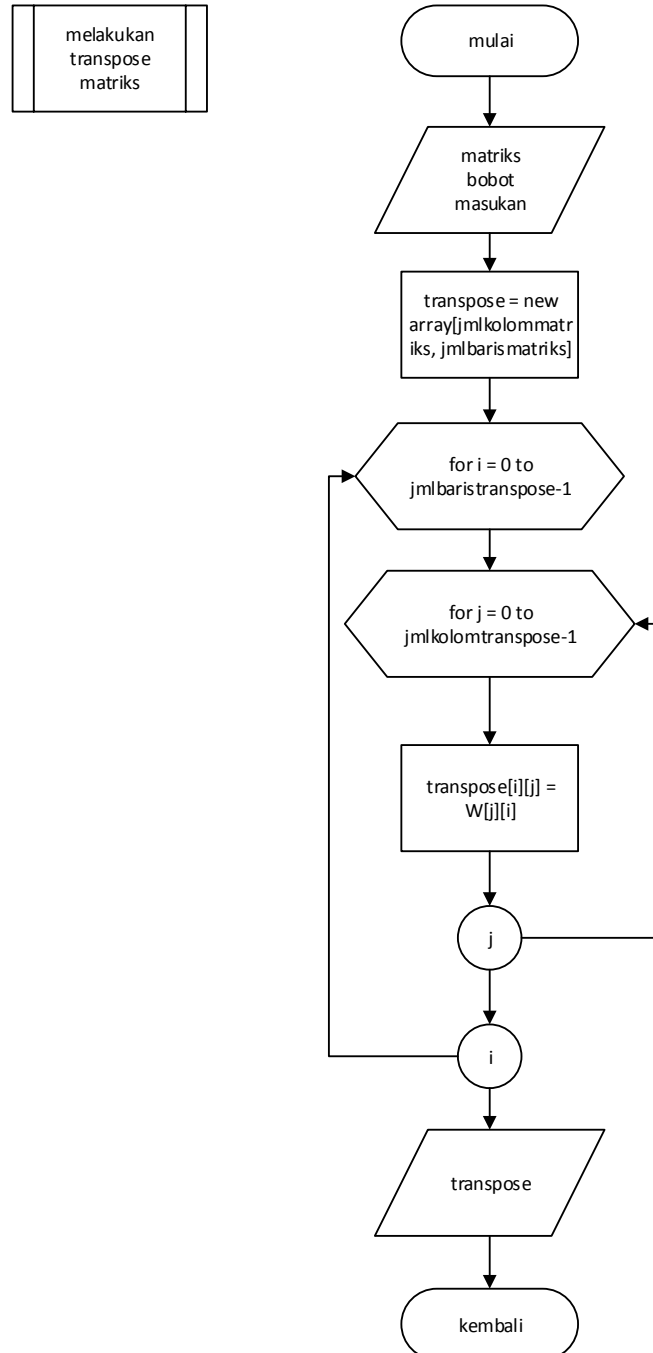 melakukan
transpose
matriks
mulai
matriks
bobot
masukan
transpose = new
array[jmlkolommatr
iks, jmlbarismatriks]
for i = 0 to
jmlbaristranspose-1
for j = 0 to
jmlkolomtranspose-1
transpose[i][j] =
W[j][i]
j
i
transpose
kembali